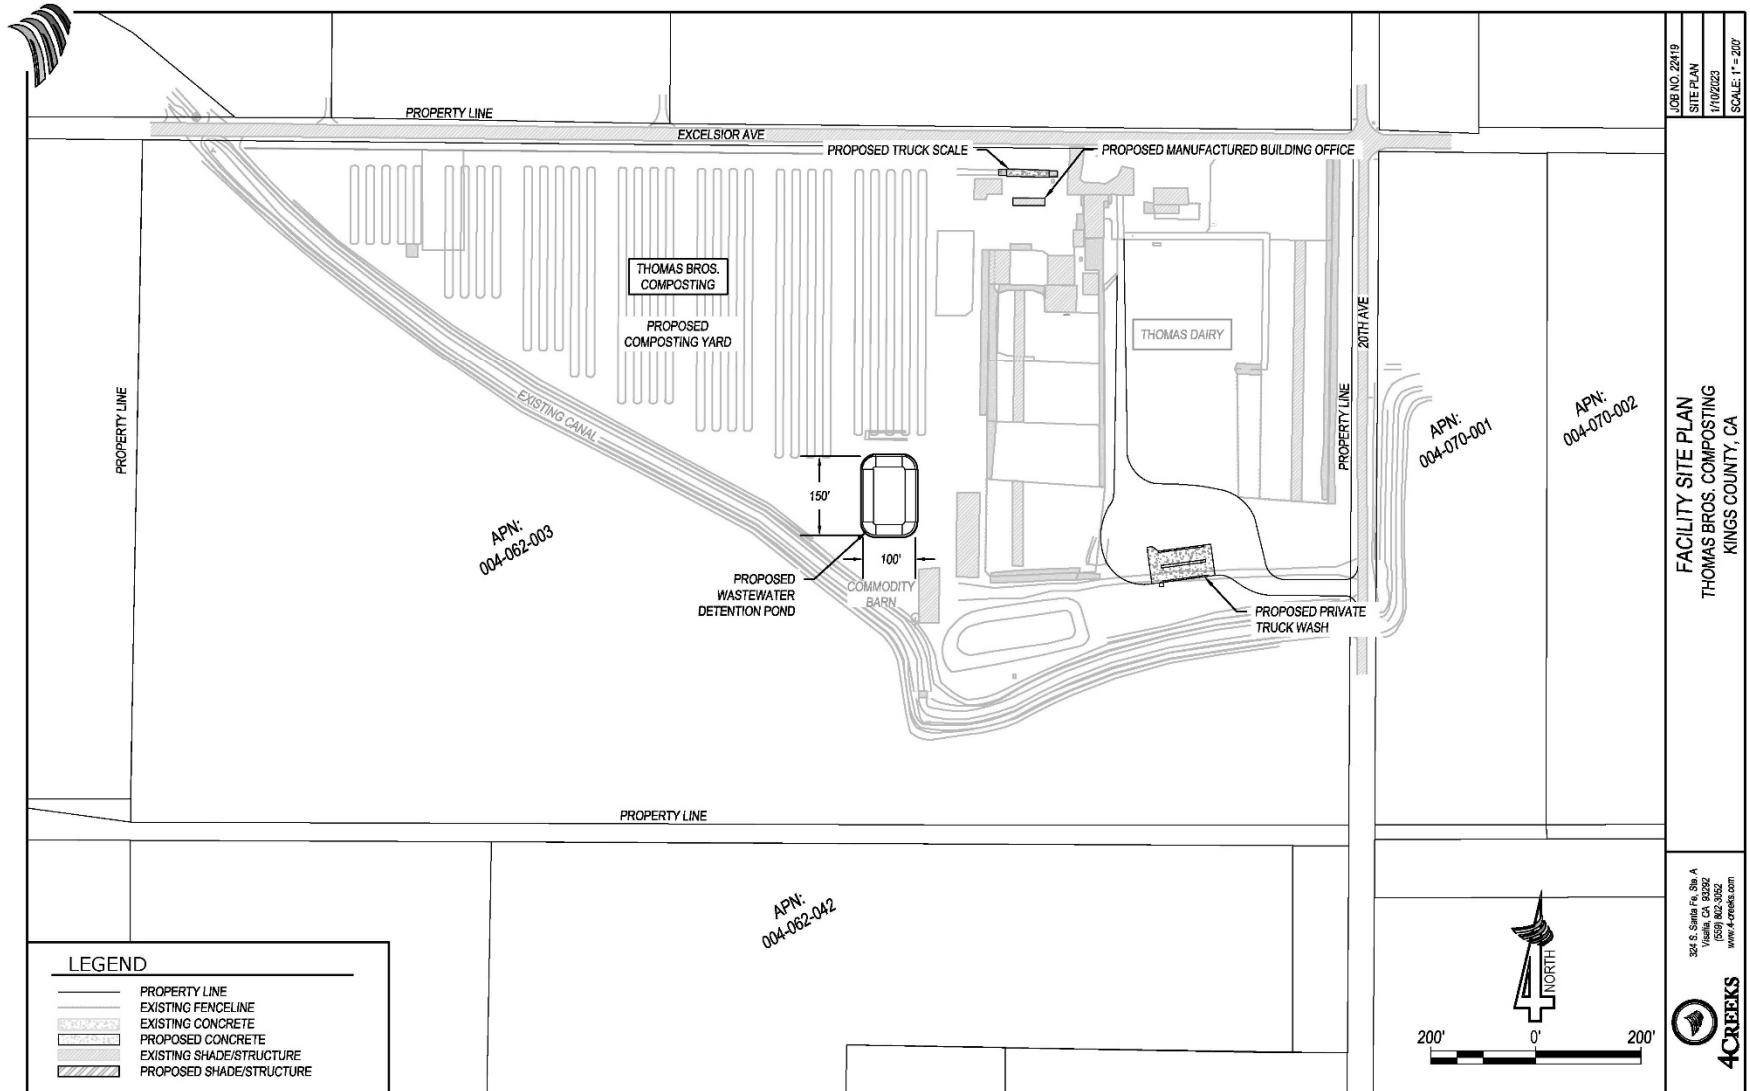 JOB NO. 22419
SITE PLAN
1/10/2023
SCALE: 1" = 200'
PROPERTY LINE
EXCELSIOR AVE
PROPOSED TRUCK SCALE
PROPOSED MANUFACTURED BUILDING OFFICE
THOMAS BROS.
COMPOSTING
PROPOSED
COMPOSTING YARD
THOMAS DAIRY
20TH AVE
PROPERTY LINE
PROPERTY LINE
EXISTING CANAL
APN:
004-070-001
APN:
004-070-002
150'
100'
APN:
004-062-003
PROPOSED
WASTEWATER
DETENTION POND
COMMODITY
BARN
PROPOSED PRIVATE
TRUCK WASH
PROPERTY LINE
APN:
004-062-042
FACILITY SITE PLAN
THOMAS BROS. COMPOSTING
KINGS COUNTY, CA
LEGEND
PROPERTY LINE
EXISTING FENCELINE
EXISTING CONCRETE
PROPOSED CONCRETE
EXISTING SHADE/STRUCTURE
PROPOSED SHADE/STRUCTURE
4
NORTH
200'
0'
200'
324 S. Santa Fe, Ste. A
Visalia, CA 93292
(559) 802-3052
www.4-creeks.com
4CREEKS